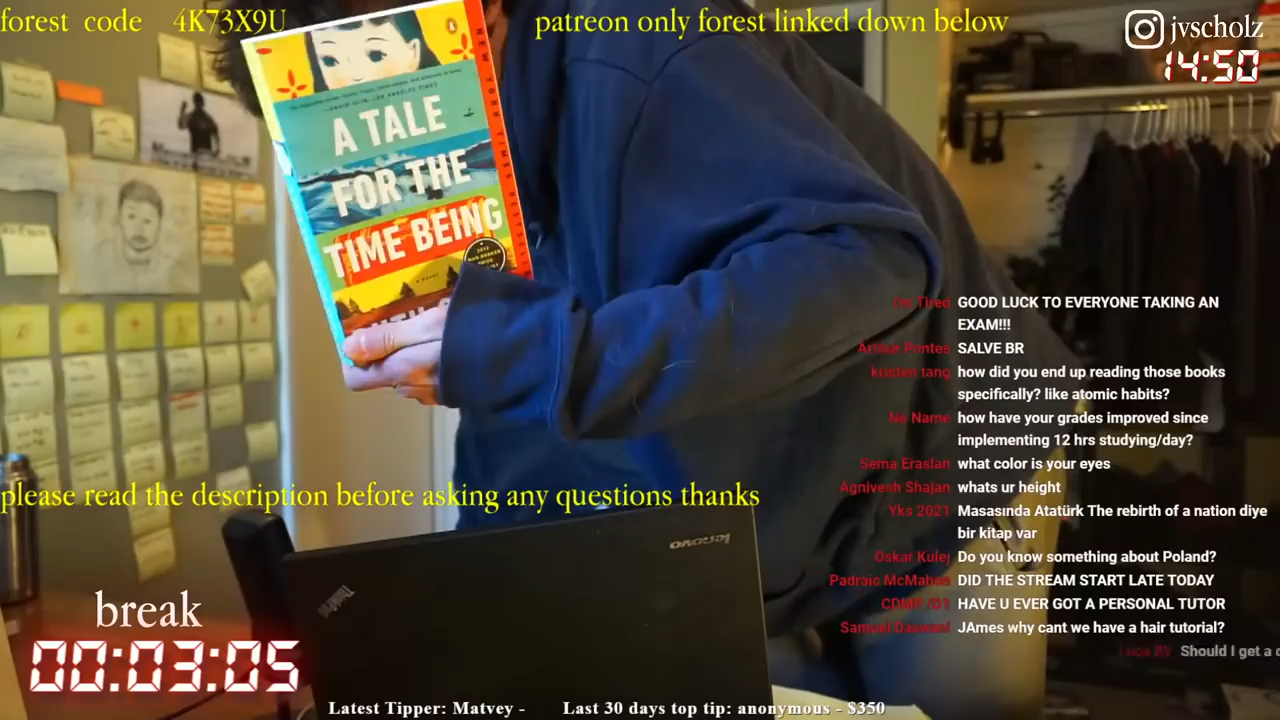 forest code 4K73X9U
patreon only forest linked down below
jvscholz
14:50
A TALE
FOR THE
TIME BEING
A NOVEL
NEW YORK TIMES BESTSELLER
I'm Tired GOOD LUCK TO EVERYONE TAKING AN
EXAM!!!
Arthur Pontes SALVE BR
kristen tang how did you end up reading those books
specifically? like atomic habits?
No Name how have your grades improved since
implementing 12 hrs studying/day?
Sema Eraslan what color is your eyes
Agnivesh Shajan whats ur height
Yks 2021 Masasında Atatürk The rebirth of a nation diye
bir kitap var
Oskar Kulej Do you know something about Poland?
Padraic McMahon DID THE STREAM START LATE TODAY
HAVE U EVER GOT A PERSONAL TUTOR
Samuel Daswani JAmes why cant we have a hair tutorial?
Should I get a
please read the description before asking any questions thanks
lenovo
ThinkPad
break
00:03:05
Latest Tipper: Matvey - Last 30 days top tip: anonymous - $350